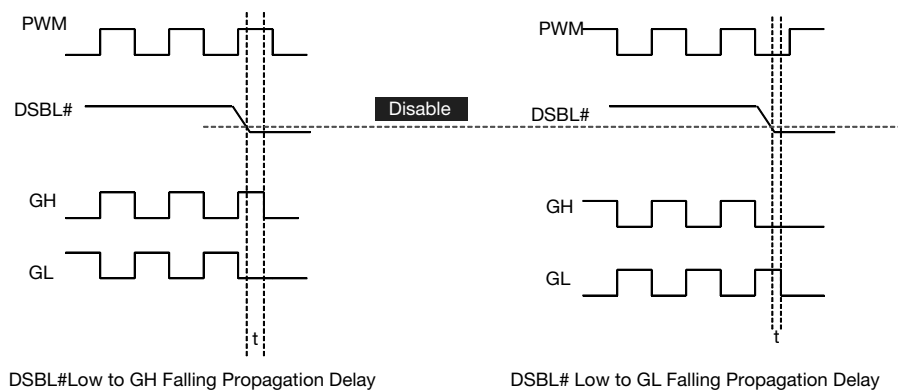 PWM
DSBL#
Disable
GH
GL
t
DSBL#Low to GH Falling Propagation Delay
PWM
DSBL#
GH
GL
t
DSBL# Low to GL Falling Propagation Delay